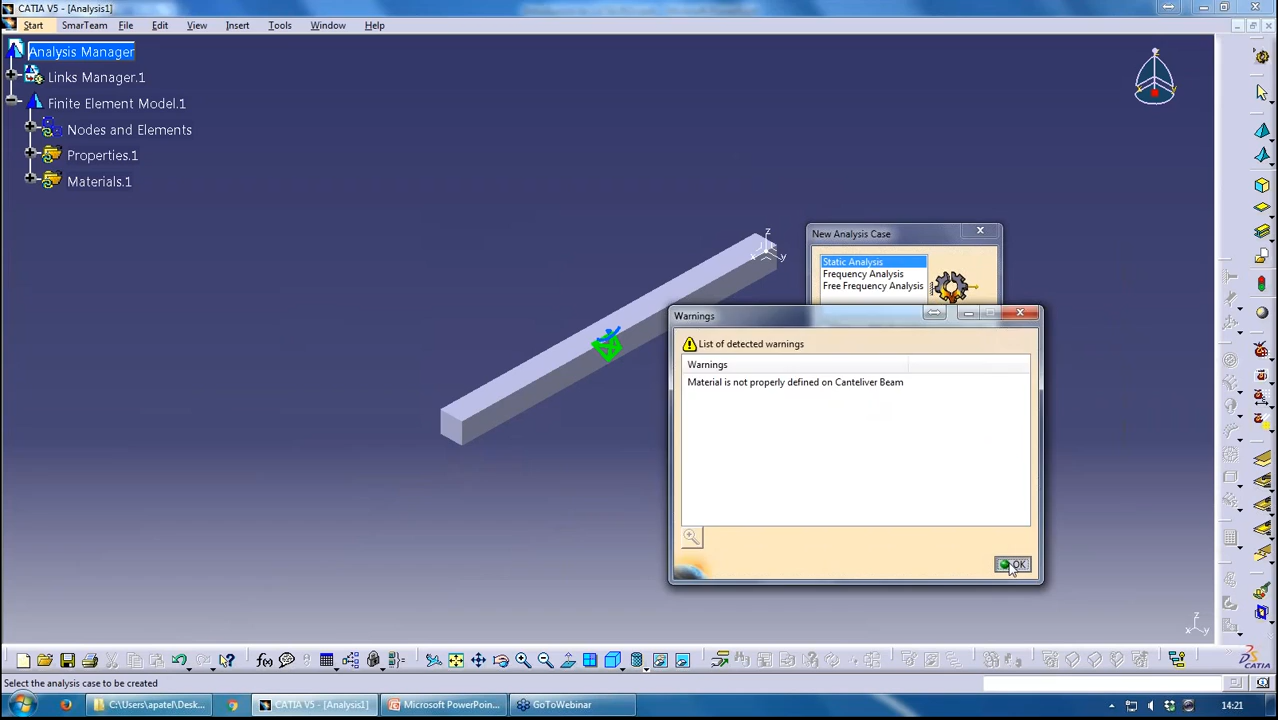 CATIA V5 - [Analysis1]
Start SmarTeam File Edit View Insert Tools Window Help
Analysis Manager
Links Manager.1
Finite Element Model.1
Nodes and Elements
Properties.1
Materials.1
z
x
y
New Analysis Case
Static Analysis
Frequency Analysis
Free Frequency Analysis
Warnings
List of detected warnings
Warnings
Material is not properly defined on Canteliver Beam
OK
z
x y
f(x)
CATIA
Select the analysis case to be created
C:\Users\apatel\Desk...
CATIA V5 - [Analysis1]
Microsoft PowerPoin...
GoToWebinar
14:21